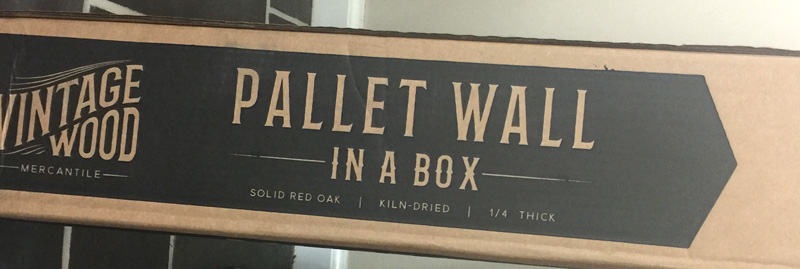 VINTAGE
WOOD
MERCANTILE
PALLET WALL
IN A BOX
SOLID RED OAK | KILN-DRIED | 1/4 THICK